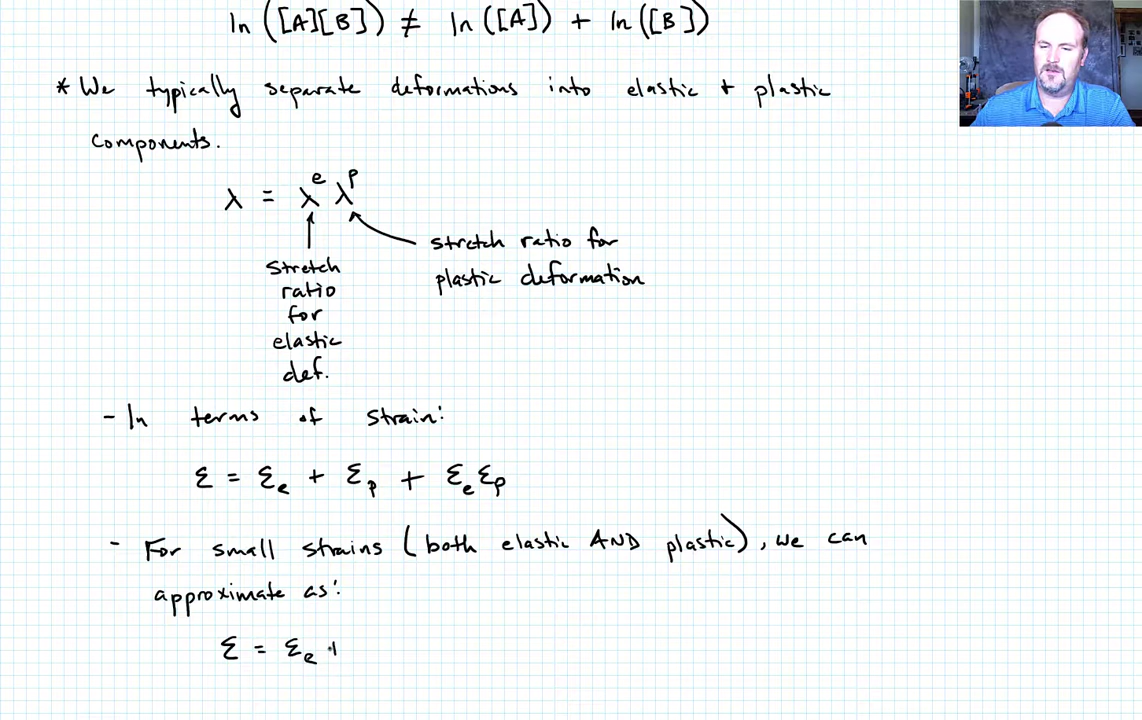 ln ([A][B]) ≠ ln([A]) + ln([B])
* We typically separate deformations into elastic + plastic
components.
λ = λ^e λ^p
stretch ratio for
plastic deformation
stretch
ratio
for
elastic
def.
- In terms of strain:
ε = ε_e + ε_p + ε_e ε_p
- For small strains (both elastic AND plastic), we can
approximate as:
ε = ε_e +